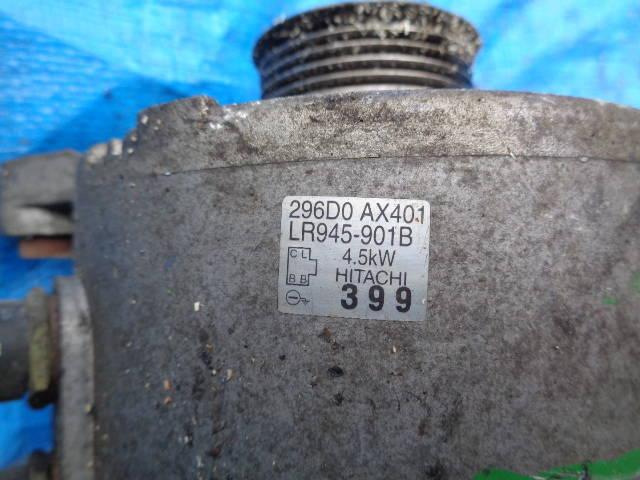 296D0 AX401
LR945-901B
C L 4.5kW
B B HITACHI
399